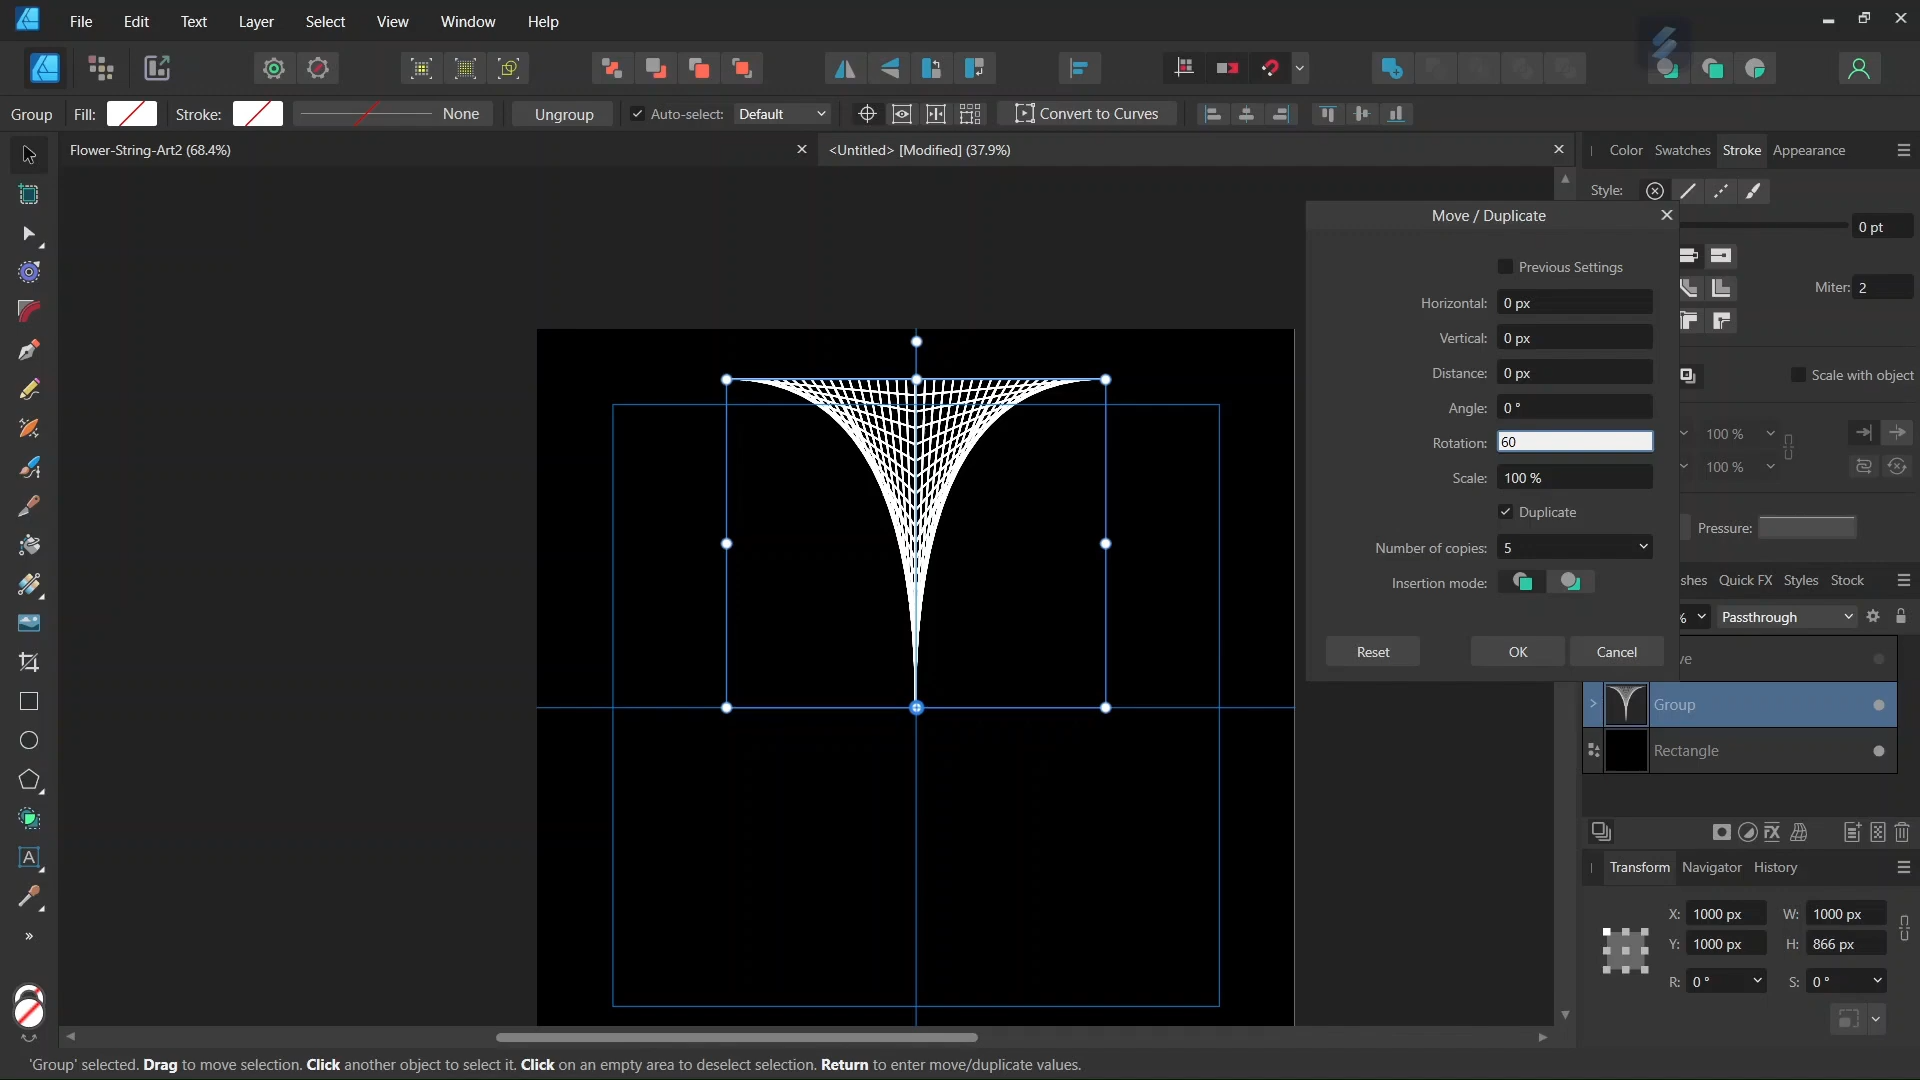 File Edit Text Layer Select View Window Help
Group Fill: Stroke: None Ungroup Auto-select: Default Convert to Curves
Flower-String-Art2 (68.4%) <Untitled> [Modified] (37.9%)
Color Swatches Stroke Appearance
Style:
Move / Duplicate
0 pt
Previous Settings
Miter: 2
Horizontal: 0 px
Vertical: 0 px
Distance: 0 px
Scale with object
Angle: 0 °
Rotation: 60
100 %
100 %
Scale: 100 %
Duplicate
Pressure:
Number of copies: 5
Insertion mode:
shes Quick FX Styles Stock
% Passthrough
Reset OK Cancel
ve
Group
Rectangle
Transform Navigator History
X: 1000 px W: 1000 px
Y: 1000 px H: 866 px
R: 0 ° S: 0 °
'Group' selected. Drag to move selection. Click another object to select it. Click on an empty area to deselect selection. Return to enter move/duplicate values.